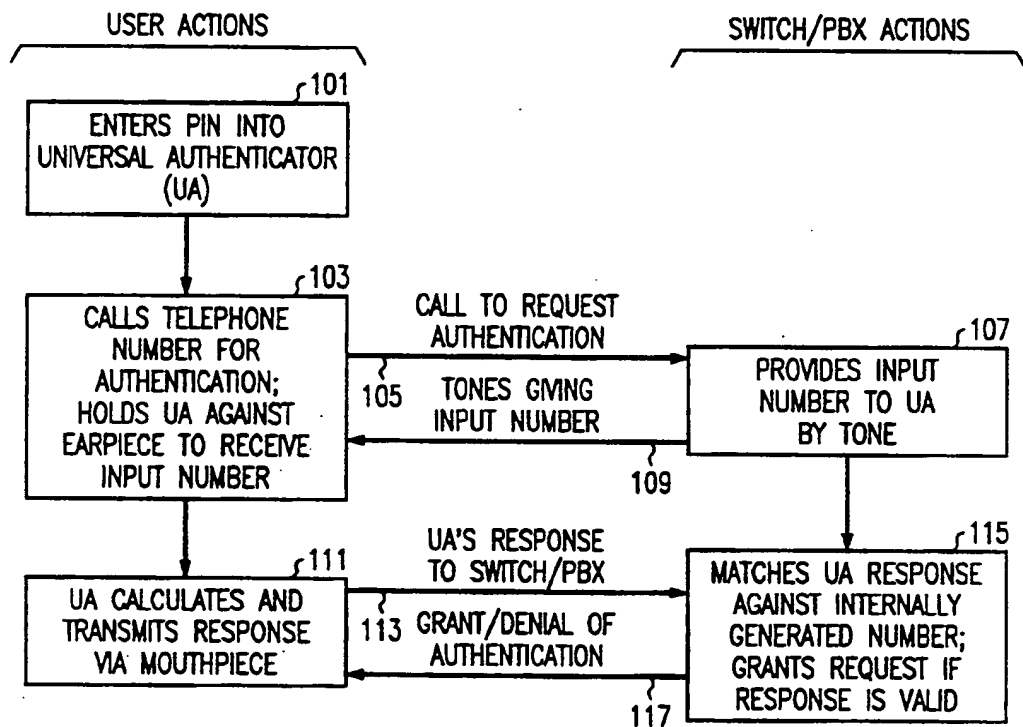 USER ACTIONS
SWITCH/PBX ACTIONS
101
ENTERS PIN INTO
UNIVERSAL AUTHENTICATOR
(UA)
103
CALLS TELEPHONE
NUMBER FOR
AUTHENTICATION;
HOLDS UA AGAINST
EARPIECE TO RECEIVE
INPUT NUMBER
CALL TO REQUEST
AUTHENTICATION
105
TONES GIVING
INPUT NUMBER
109
107
PROVIDES INPUT
NUMBER TO UA
BY TONE
111
UA CALCULATES AND
TRANSMITS RESPONSE
VIA MOUTHPIECE
UA'S RESPONSE
TO SWITCH/PBX
113
GRANT/DENIAL OF
AUTHENTICATION
117
115
MATCHES UA RESPONSE
AGAINST INTERNALLY
GENERATED NUMBER;
GRANTS REQUEST IF
RESPONSE IS VALID